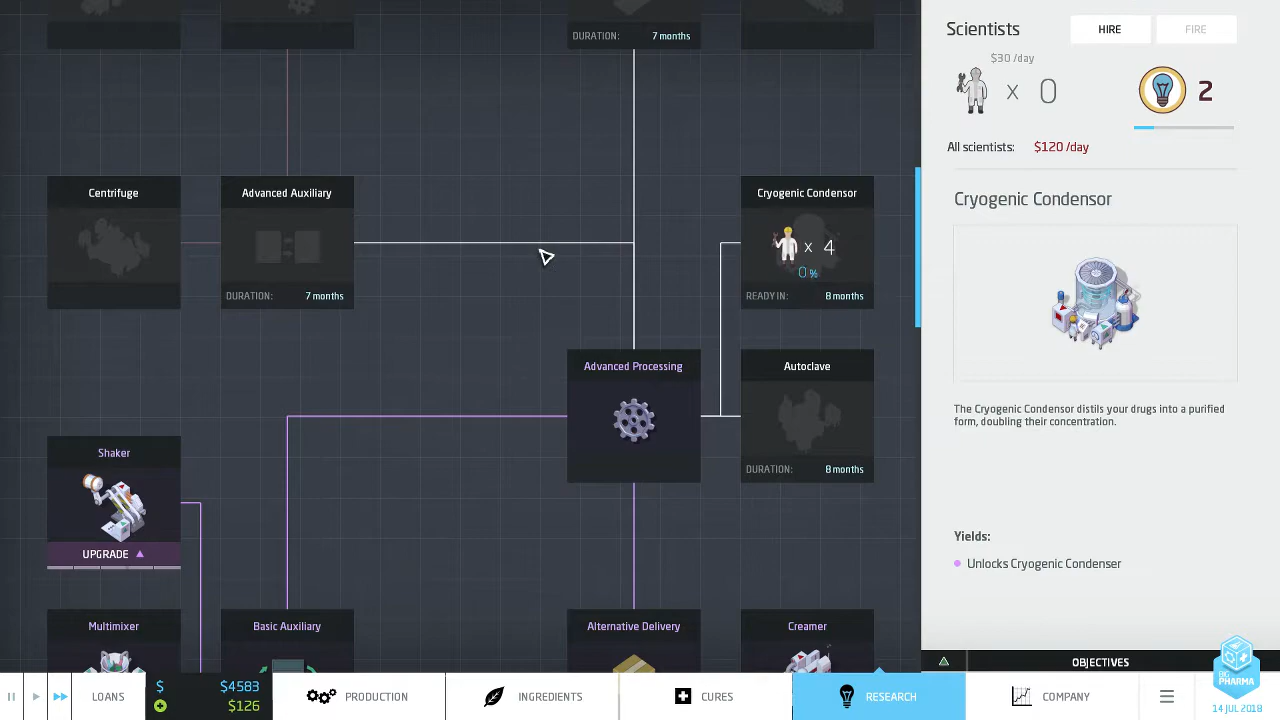 DURATION: 7 months
Centrifuge
Advanced Auxiliary
DURATION: 7 months
Cryogenic Condensor
x 4
0 %
READY IN: 8 months
Advanced Processing
Autoclave
DURATION: 8 months
Shaker
UPGRADE
Multimixer
Basic Auxiliary
Alternative Delivery
Creamer
Scientists
HIRE
FIRE
$30 /day
x 0
2
All scientists: $120 /day
Cryogenic Condensor
The Cryogenic Condensor distils your drugs into a purified
form, doubling their concentration.
Yields:
Unlocks Cryogenic Condenser
OBJECTIVES
LOANS
$ $4583
$126
PRODUCTION
INGREDIENTS
CURES
RESEARCH
COMPANY
BIG PHARMA
14 JUL 2018